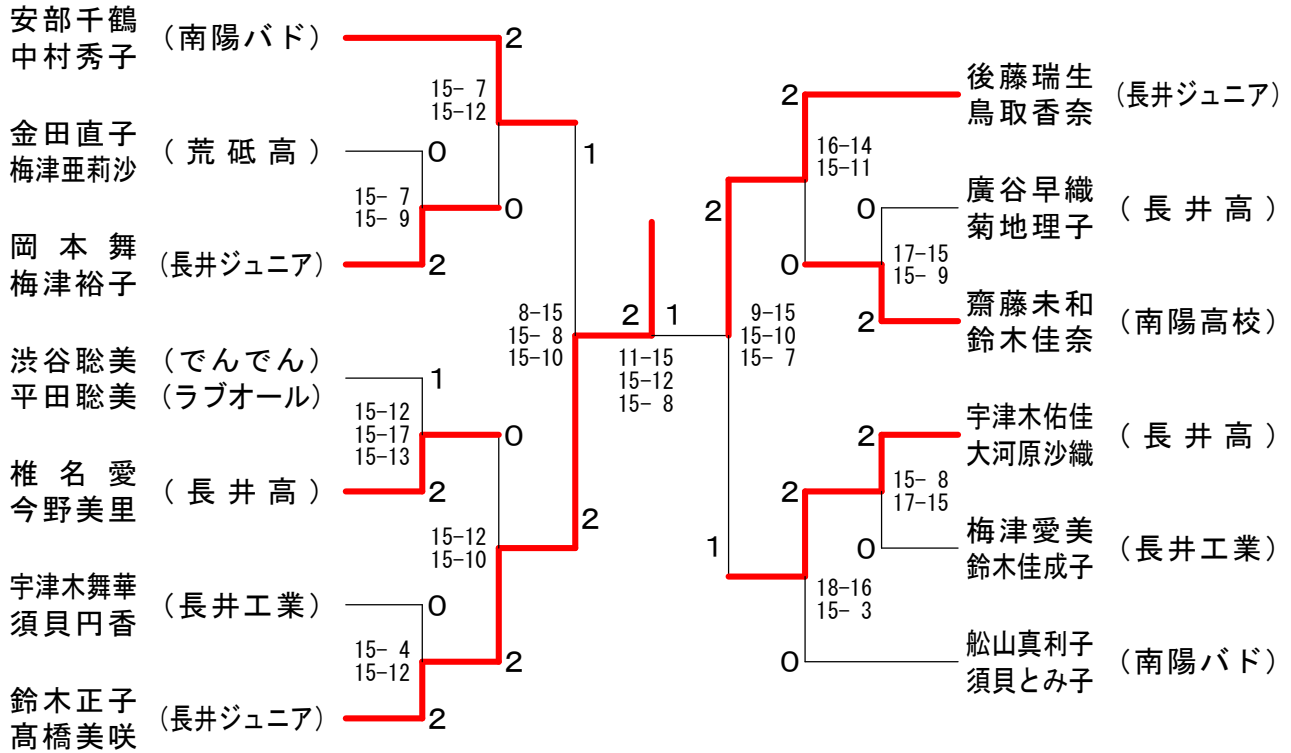 安部千鶴
中村秀子
(南陽バド)
金田直子
梅津亜莉沙
(荒砥高)
岡本舞
梅津裕子
(長井ジュニア)
渋谷聡美
平田聡美
(でんでん)
(ラブオール)
椎名愛
今野美里
(長井高)
宇津木舞華
須貝円香
(長井工業)
鈴木正子
髙橋美咲
(長井ジュニア)
2
15- 7
15-12
0
15- 7
15- 9
0
2
1
1
15-12
15-17
15-13
0
2
15-12
15-10
0
15- 4
15-12
2
2
8-15
15- 8
15-10
2
2
1
11-15
15-12
15- 8
2
9-15
15-10
15- 7
1
2
16-14
15-11
0
0
17-15
15- 9
2
2
15- 8
17-15
2
0
18-16
15- 3
0
後藤瑞生
鳥取香奈
(長井ジュニア)
廣谷早織
菊地理子
(長井高)
齋藤未和
鈴木佳奈
(南陽高校)
宇津木佑佳
大河原沙織
(長井高)
梅津愛美
鈴木佳成子
(長井工業)
舩山真利子
須貝とみ子
(南陽バド)